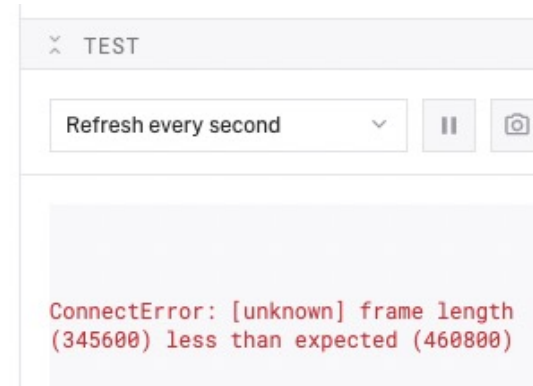 TEST
Refresh every second
ConnectError: [unknown] frame length
(345600) less than expected (460800)